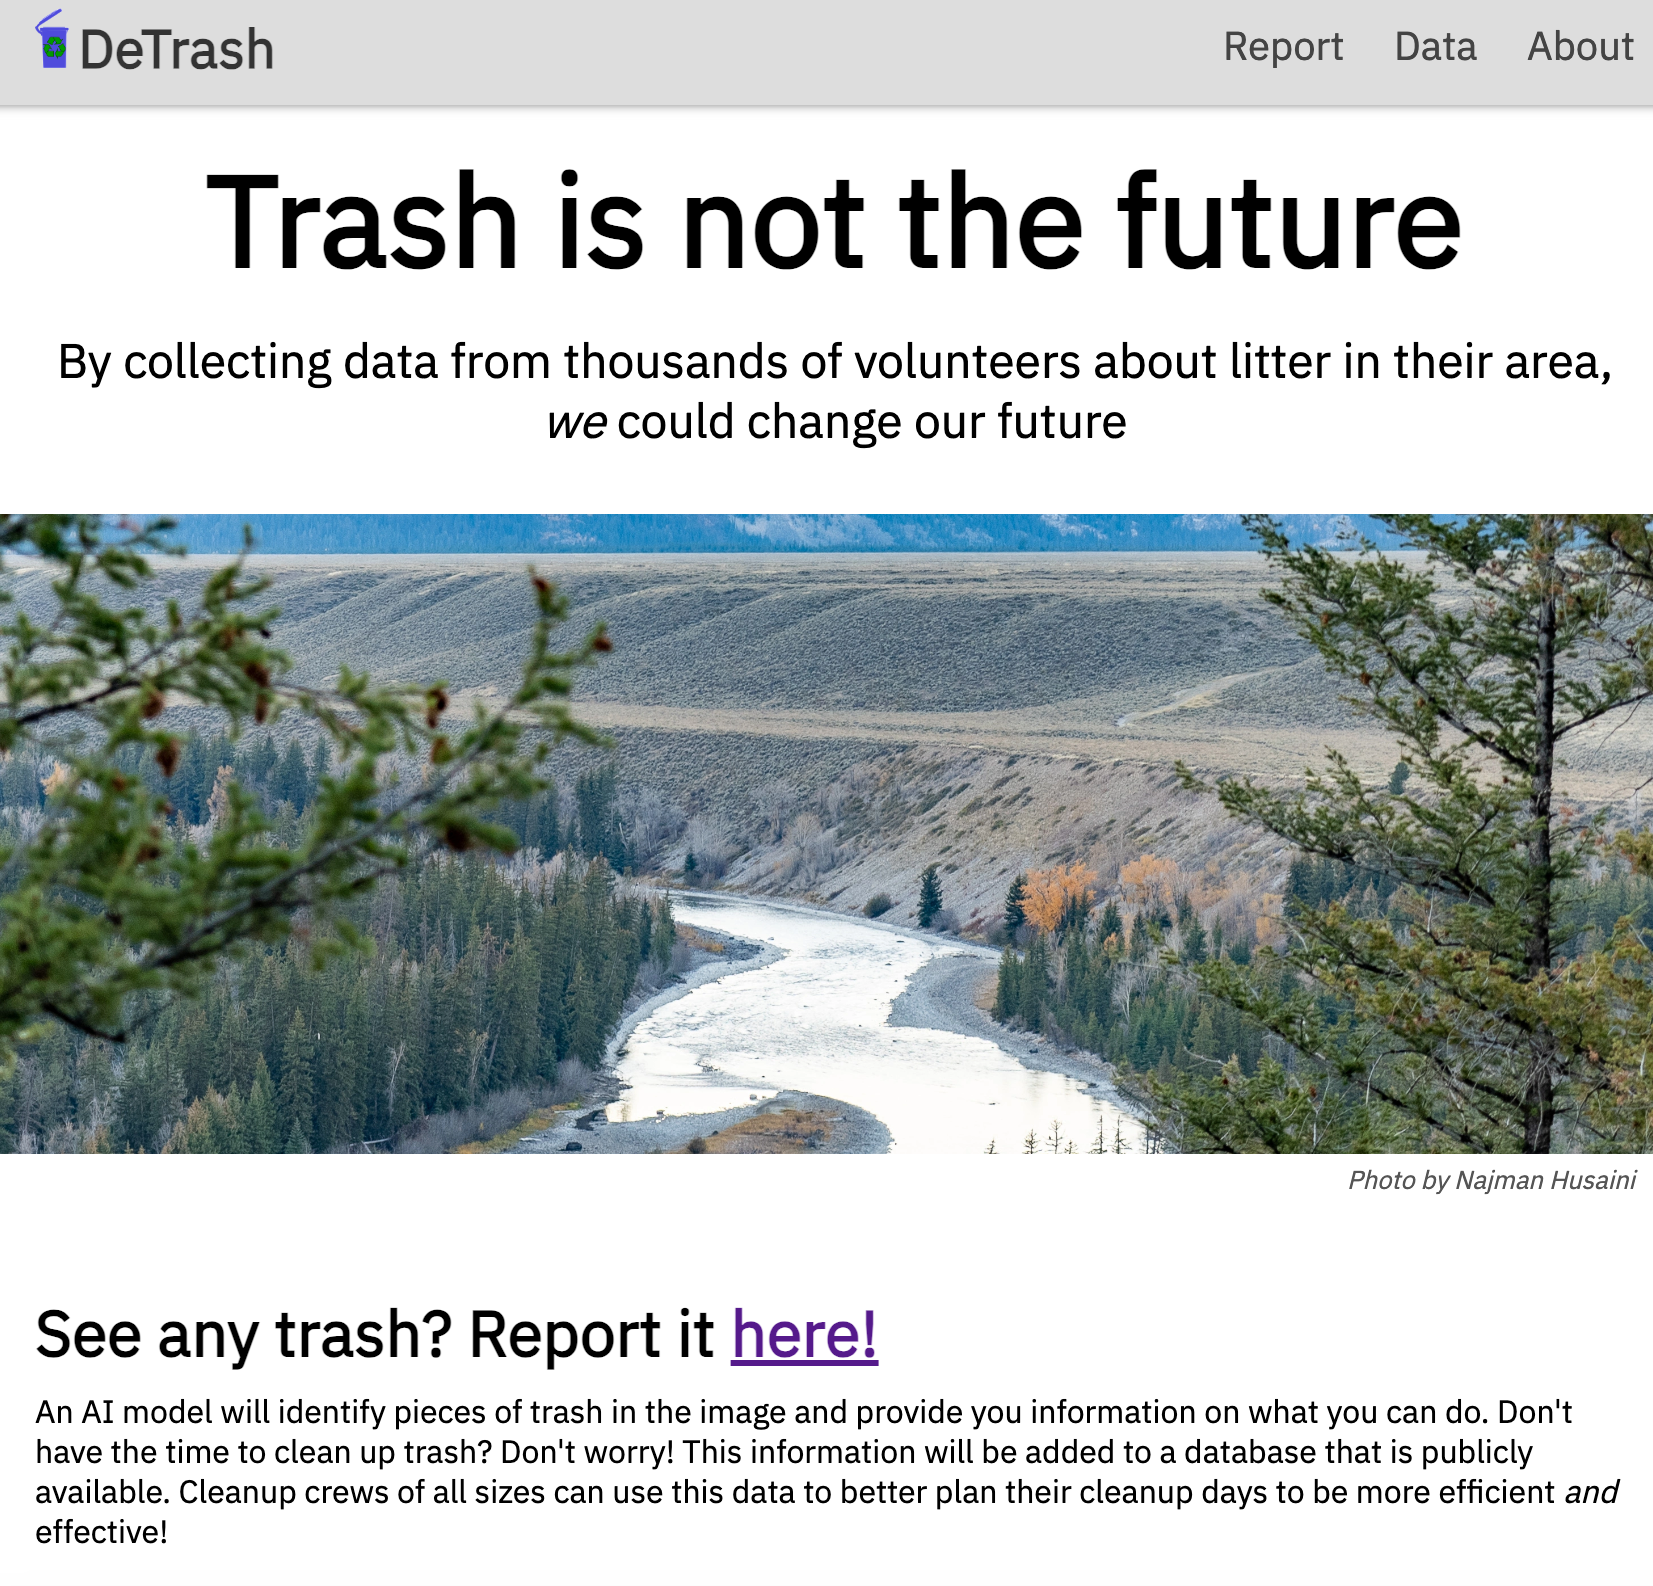 DeTrash
Report Data About
Trash is not the future
By collecting data from thousands of volunteers about litter in their area,
we could change our future
Photo by Najman Husaini
See any trash? Report it here!
An AI model will identify pieces of trash in the image and provide you information on what you can do. Don't
have the time to clean up trash? Don't worry! This information will be added to a database that is publicly
available. Cleanup crews of all sizes can use this data to better plan their cleanup days to be more efficient and
effective!